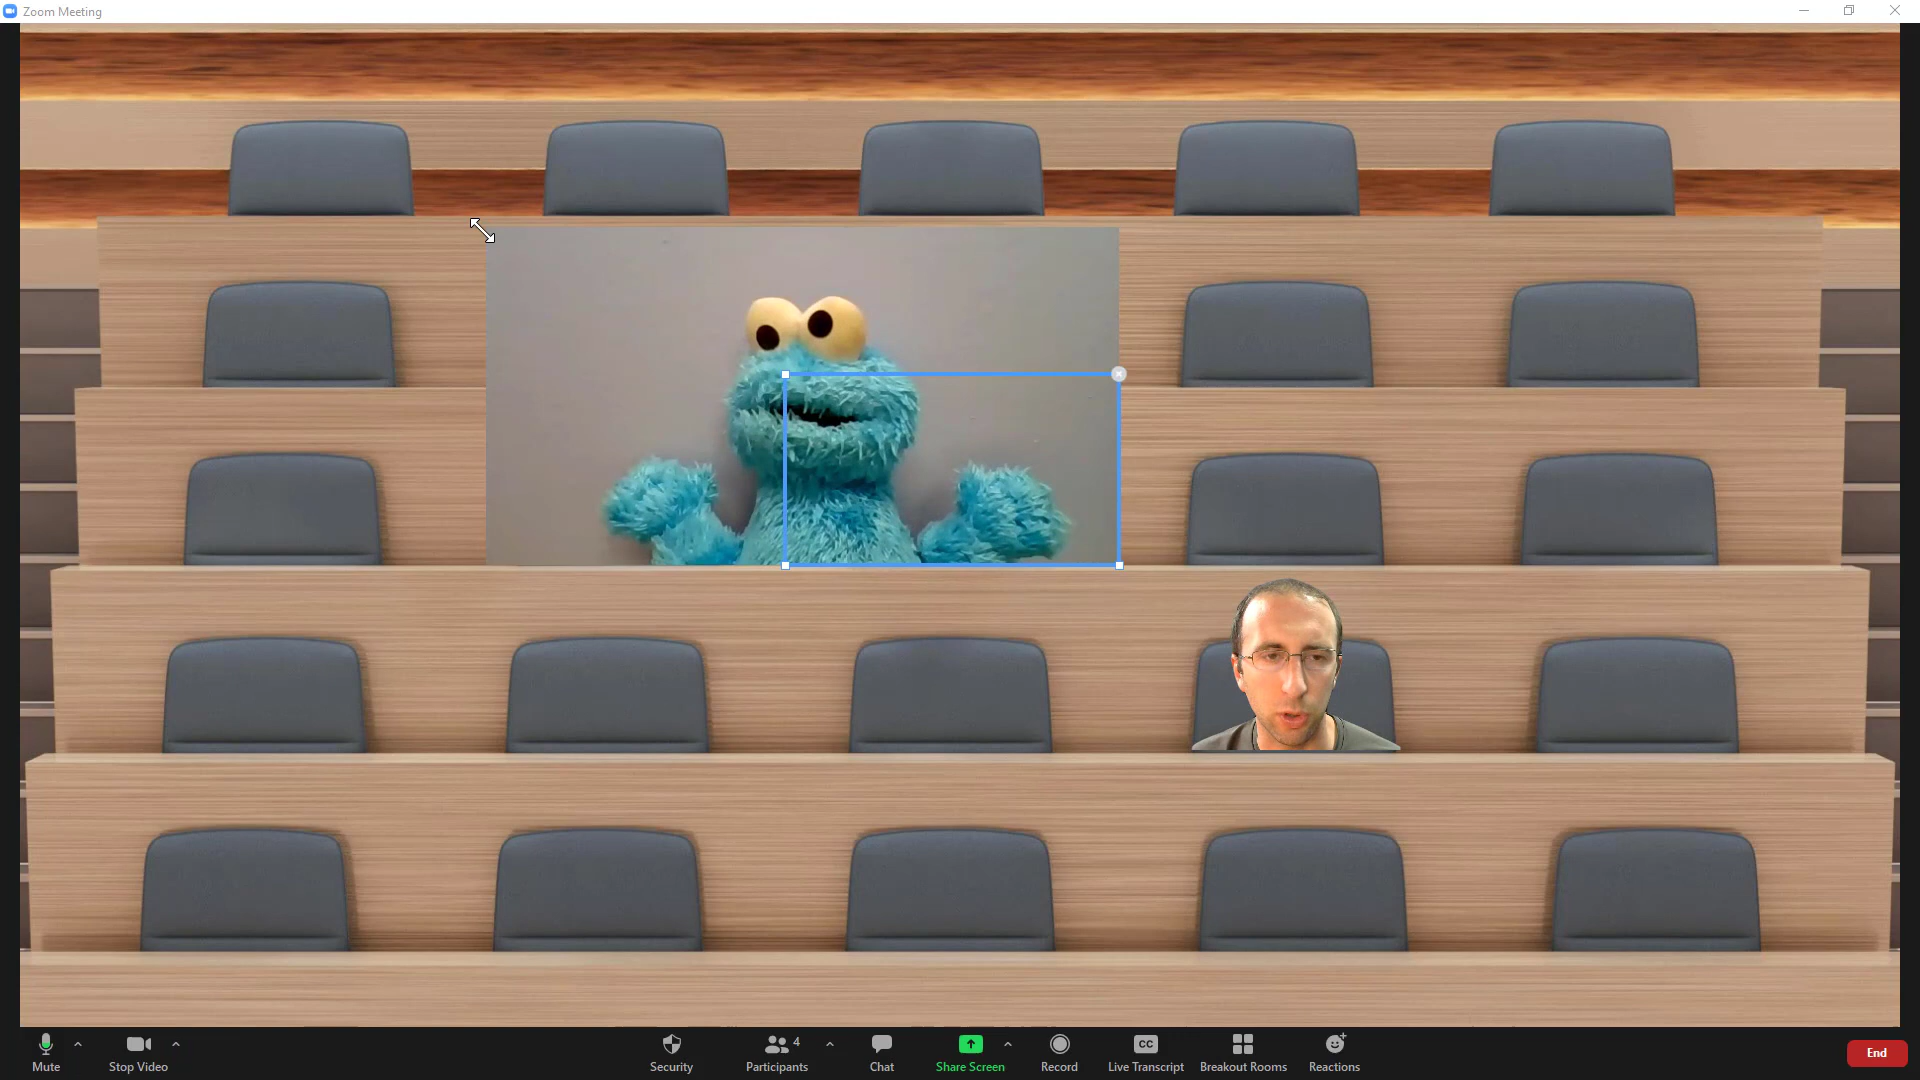 Zoom Meeting
Mute
Stop Video
Security
4
Participants
Chat
Share Screen
Record
CC
Live Transcript
Breakout Rooms
Reactions
End